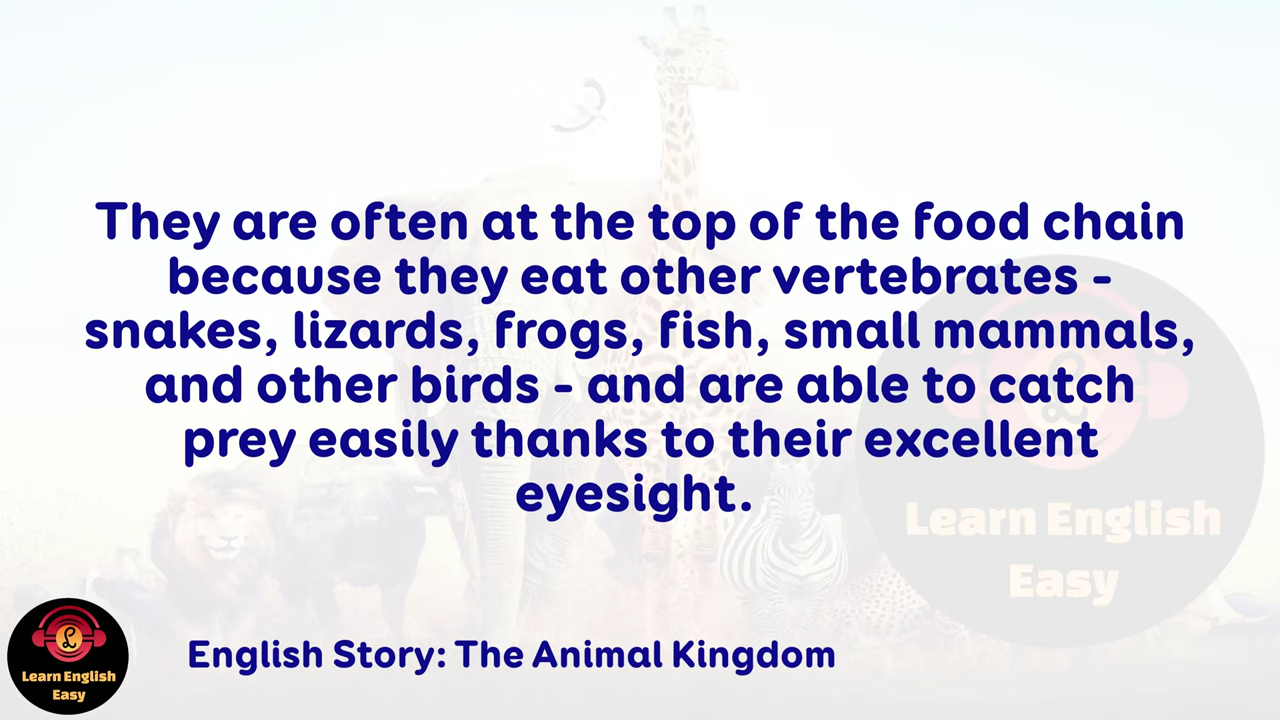 They are often at the top of the food chain
because they eat other vertebrates -
snakes, lizards, frogs, fish, small mammals,
and other birds - and are able to catch
prey easily thanks to their excellent
eyesight.
Learn English
Easy
English Story: The Animal Kingdom
L
Learn English
Easy